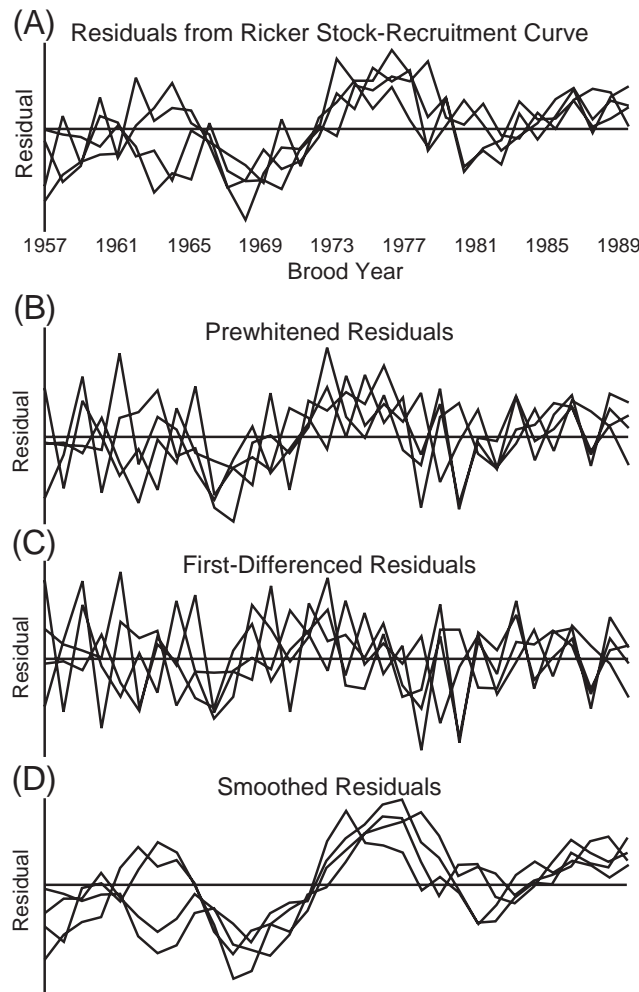 (A)
Residuals from Ricker Stock-Recruitment Curve
Residual
1957 1961 1965 1969 1973 1977 1981 1985 1989
Brood Year
(B)
Prewhitened Residuals
Residual
(C)
First-Differenced Residuals
Residual
(D)
Smoothed Residuals
Residual